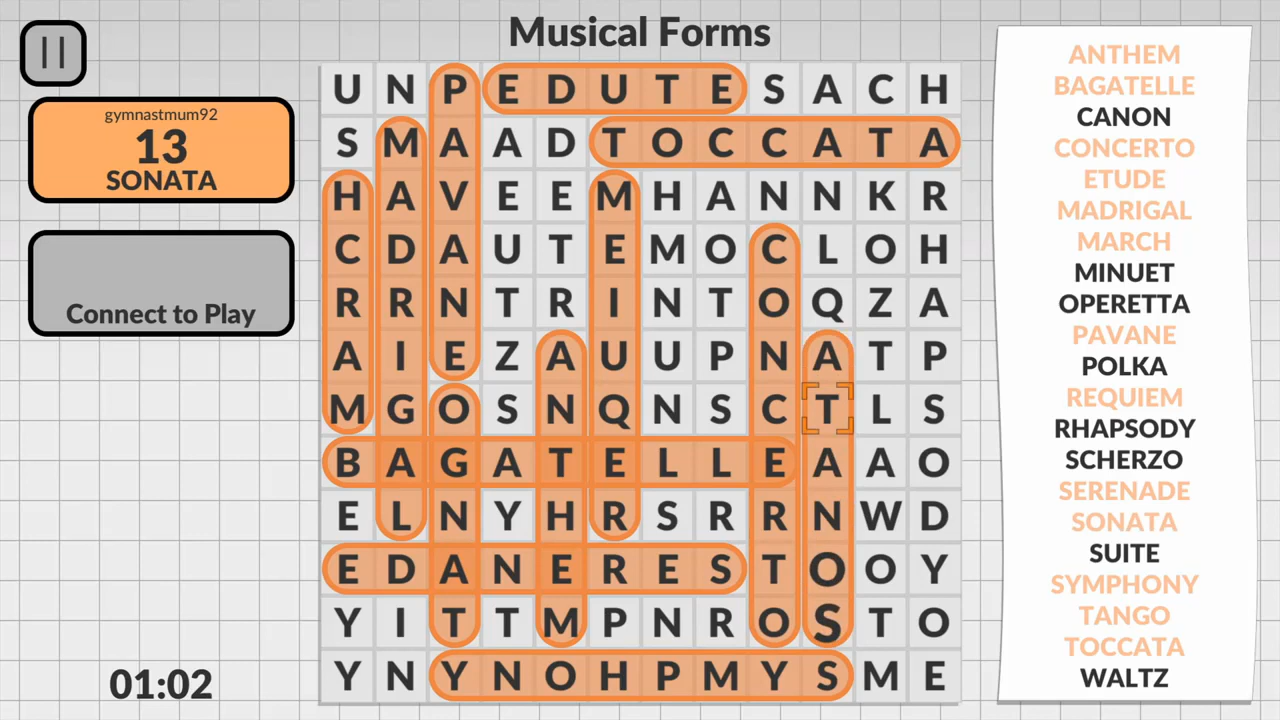 Musical Forms
gymnastmum92
13
SONATA
Connect to Play
01:02
U N P E D U T E S A C H
S M A A D T O C C A T A
H A V E E M H A N N K R
C D A U T E M O C L O H
R R N T R I N T O Q Z A
A I E Z A U U P N A T P
M G O S N Q N S C T L S
B A G A T E L L E A A O
E L N Y H R S R R N W D
E D A N E R E S T O O Y
Y I T T M P N R O S T O
Y N Y N O H P M Y S M E
ANTHEM
BAGATELLE
CANON
CONCERTO
ETUDE
MADRIGAL
MARCH
MINUET
OPERETTA
PAVANE
POLKA
REQUIEM
RHAPSODY
SCHERZO
SERENADE
SONATA
SUITE
SYMPHONY
TANGO
TOCCATA
WALTZ